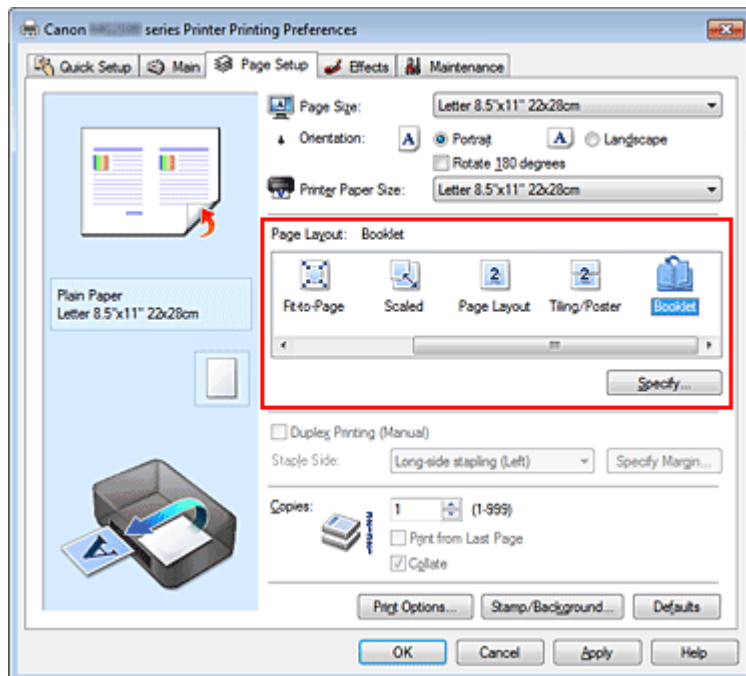 Canon series Printer Printing Preferences
Quick Setup Main Page Setup Effects Maintenance
Page Size: Letter 8.5"x11" 22x28cm
Orientation: A Portrait A Landscape
Rotate 180 degrees
Printer Paper Size: Letter 8.5"x11" 22x28cm
Page Layout: Booklet
Fit-to-Page Scaled Page Layout Tiling/Poster Booklet
Plain Paper
Letter 8.5"x11" 22x28cm
Specify...
Duplex Printing (Manual)
Staple Side: Long-side stapling (Left) Specify Margin...
Copies: 1 (1-999)
Print from Last Page
Collate
Print Options... Stamp/Background... Defaults
OK Cancel Apply Help